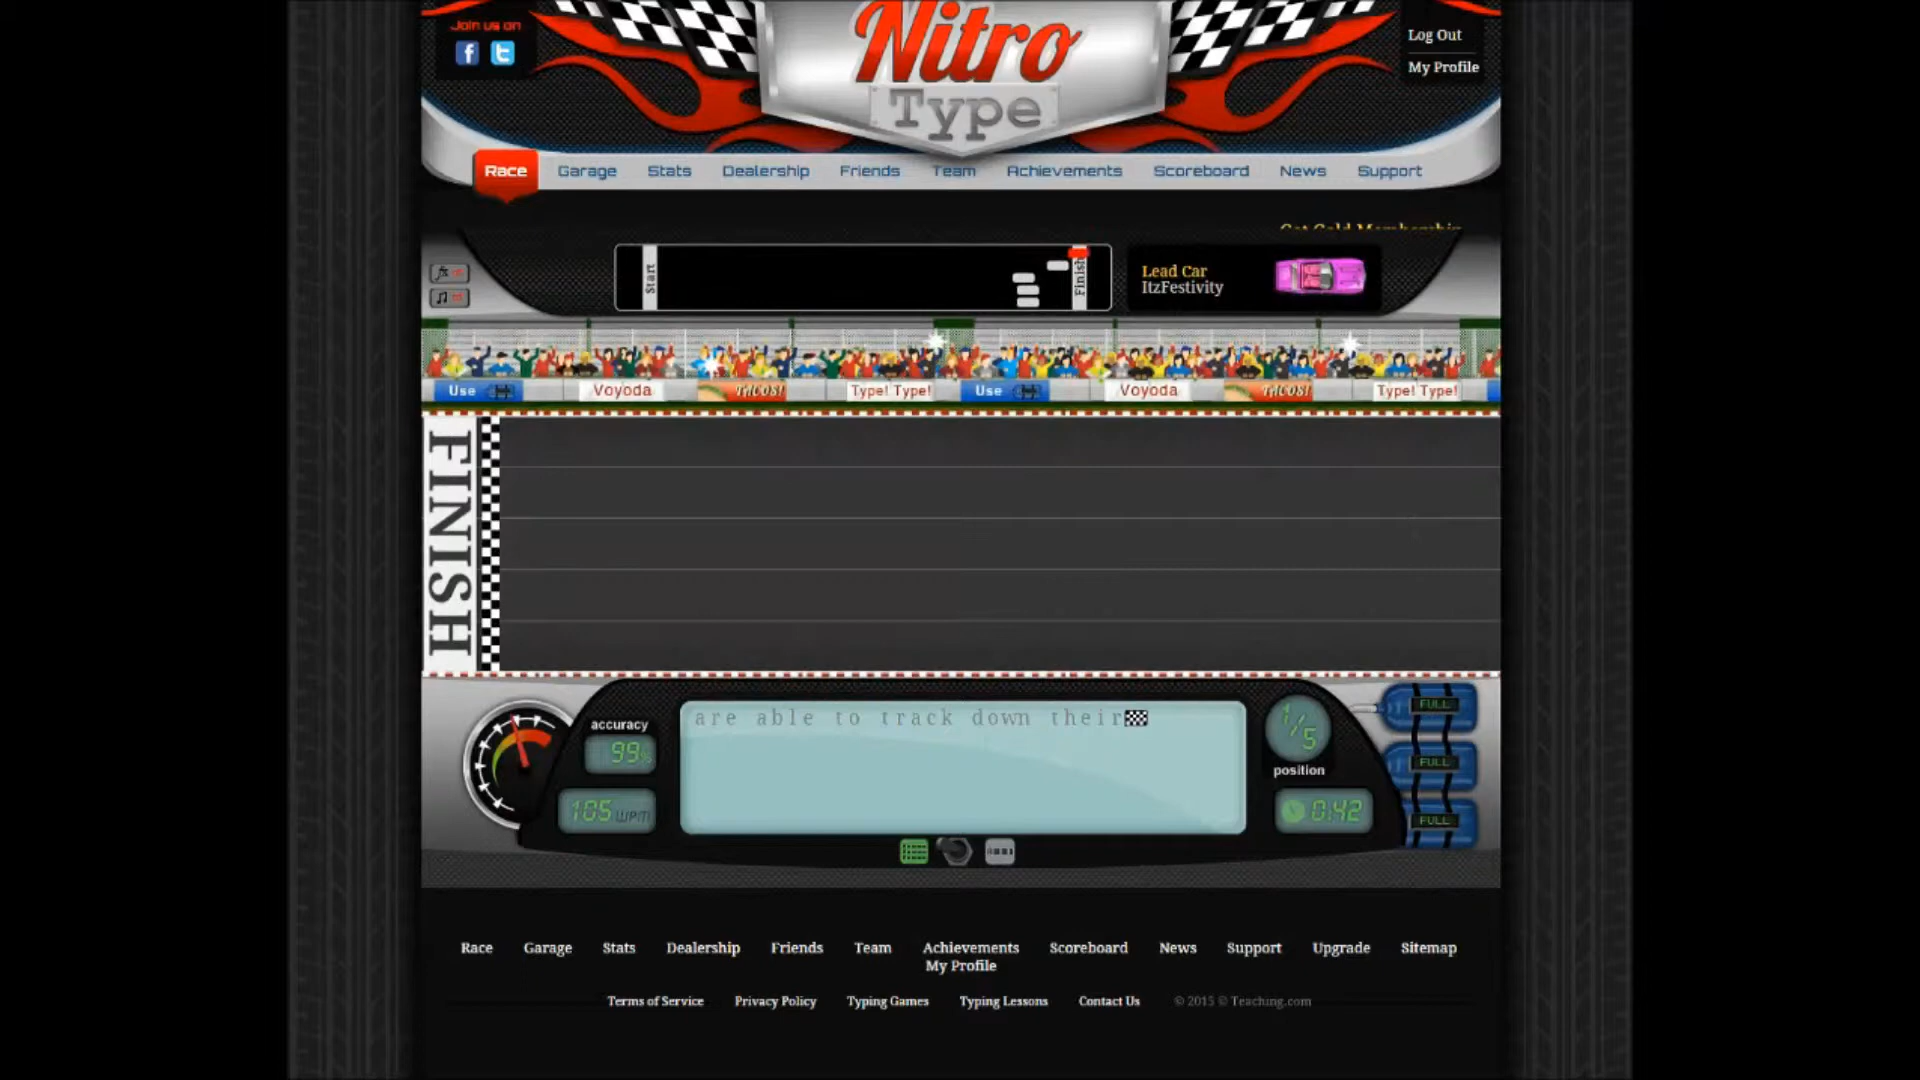 Join us on
Nitro
Type
Log Out
My Profile
Race Garage Stats Dealership Friends Team Achievements Scoreboard News Support
Start
Finish
Lead Car
ItzFestivity
Use Voyoda TACOS! Type! Type! Use Voyoda TACOS! Type! Type!
FINISH
accuracy
99%
105 WPM
are able to track down their
1/5
position
0:42
FULL
FULL
FULL
Race Garage Stats Dealership Friends Team Achievements Scoreboard News Support Upgrade Sitemap
My Profile
Terms of Service Privacy Policy Typing Games Typing Lessons Contact Us © 2015 © Teaching.com